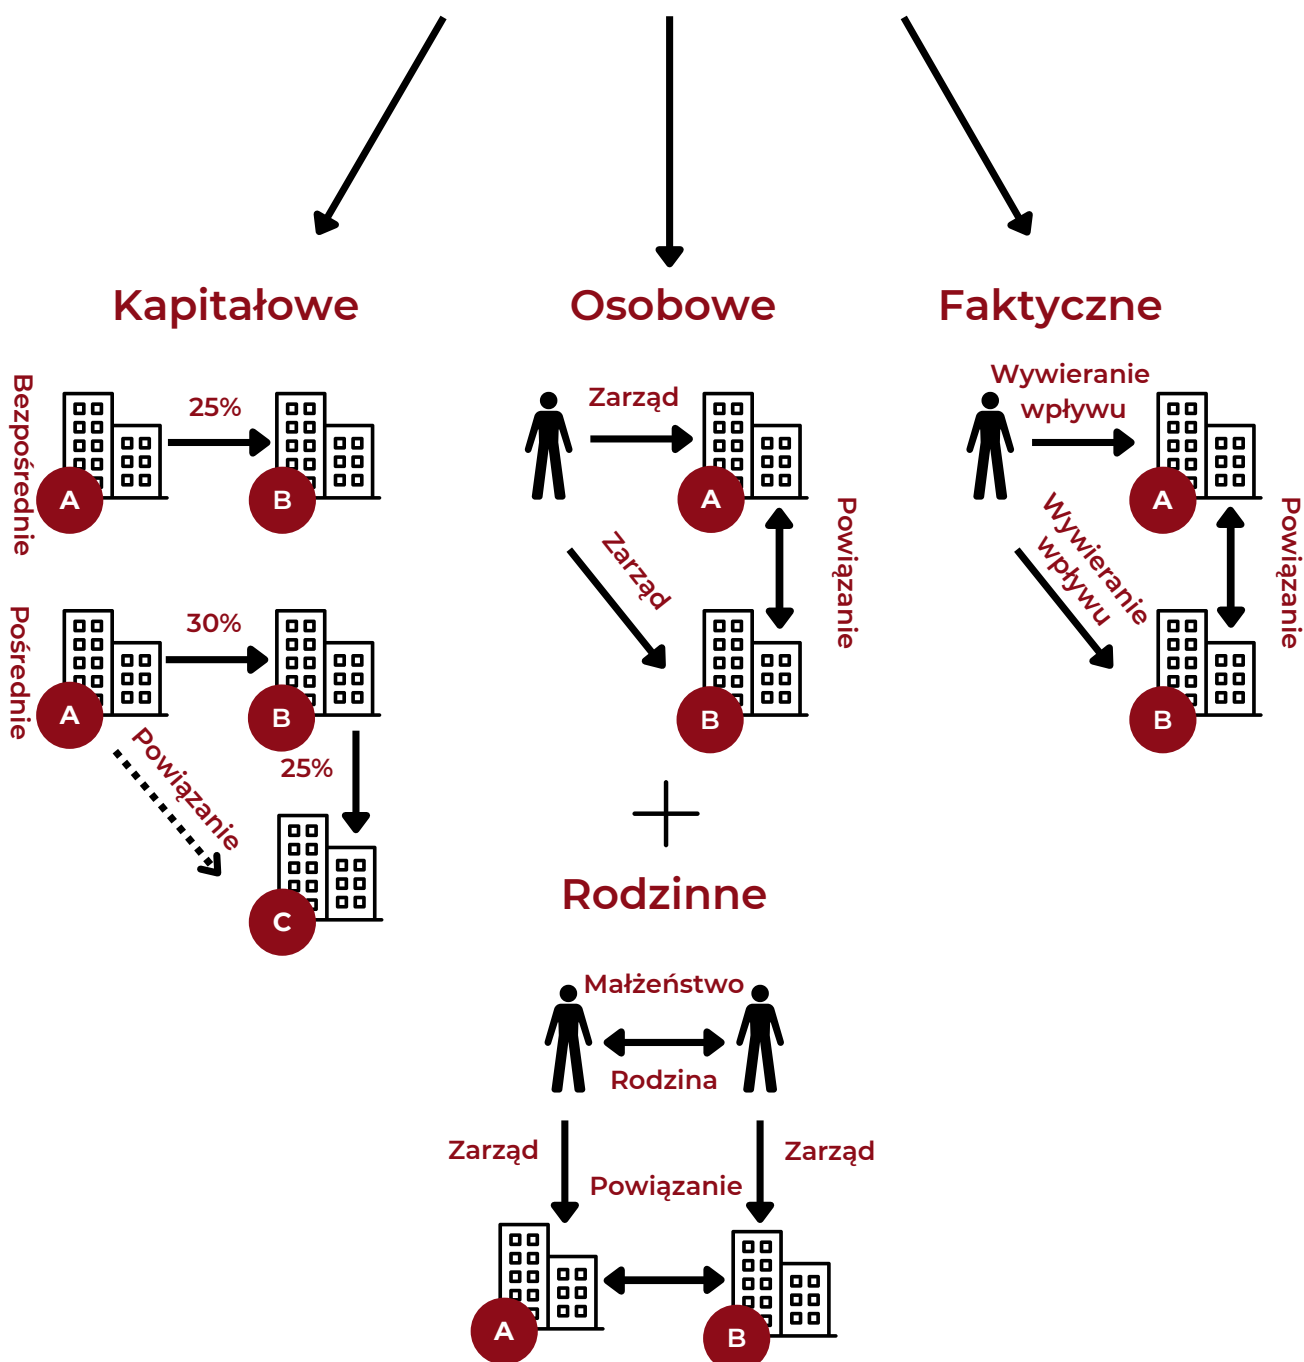 Kapitałowe
Bezpośrednie
25%
A
B
Pośrednie
30%
A
B
Powiązanie
25%
C
Osobowe
Zarząd
A
Zarząd
Powiązanie
B
Rodzinne
Małżeństwo
Rodzina
Zarząd
Zarząd
Powiązanie
A
B
Faktyczne
Wywieranie
wpływu
A
Wywieranie
wpływu
Powiązanie
B